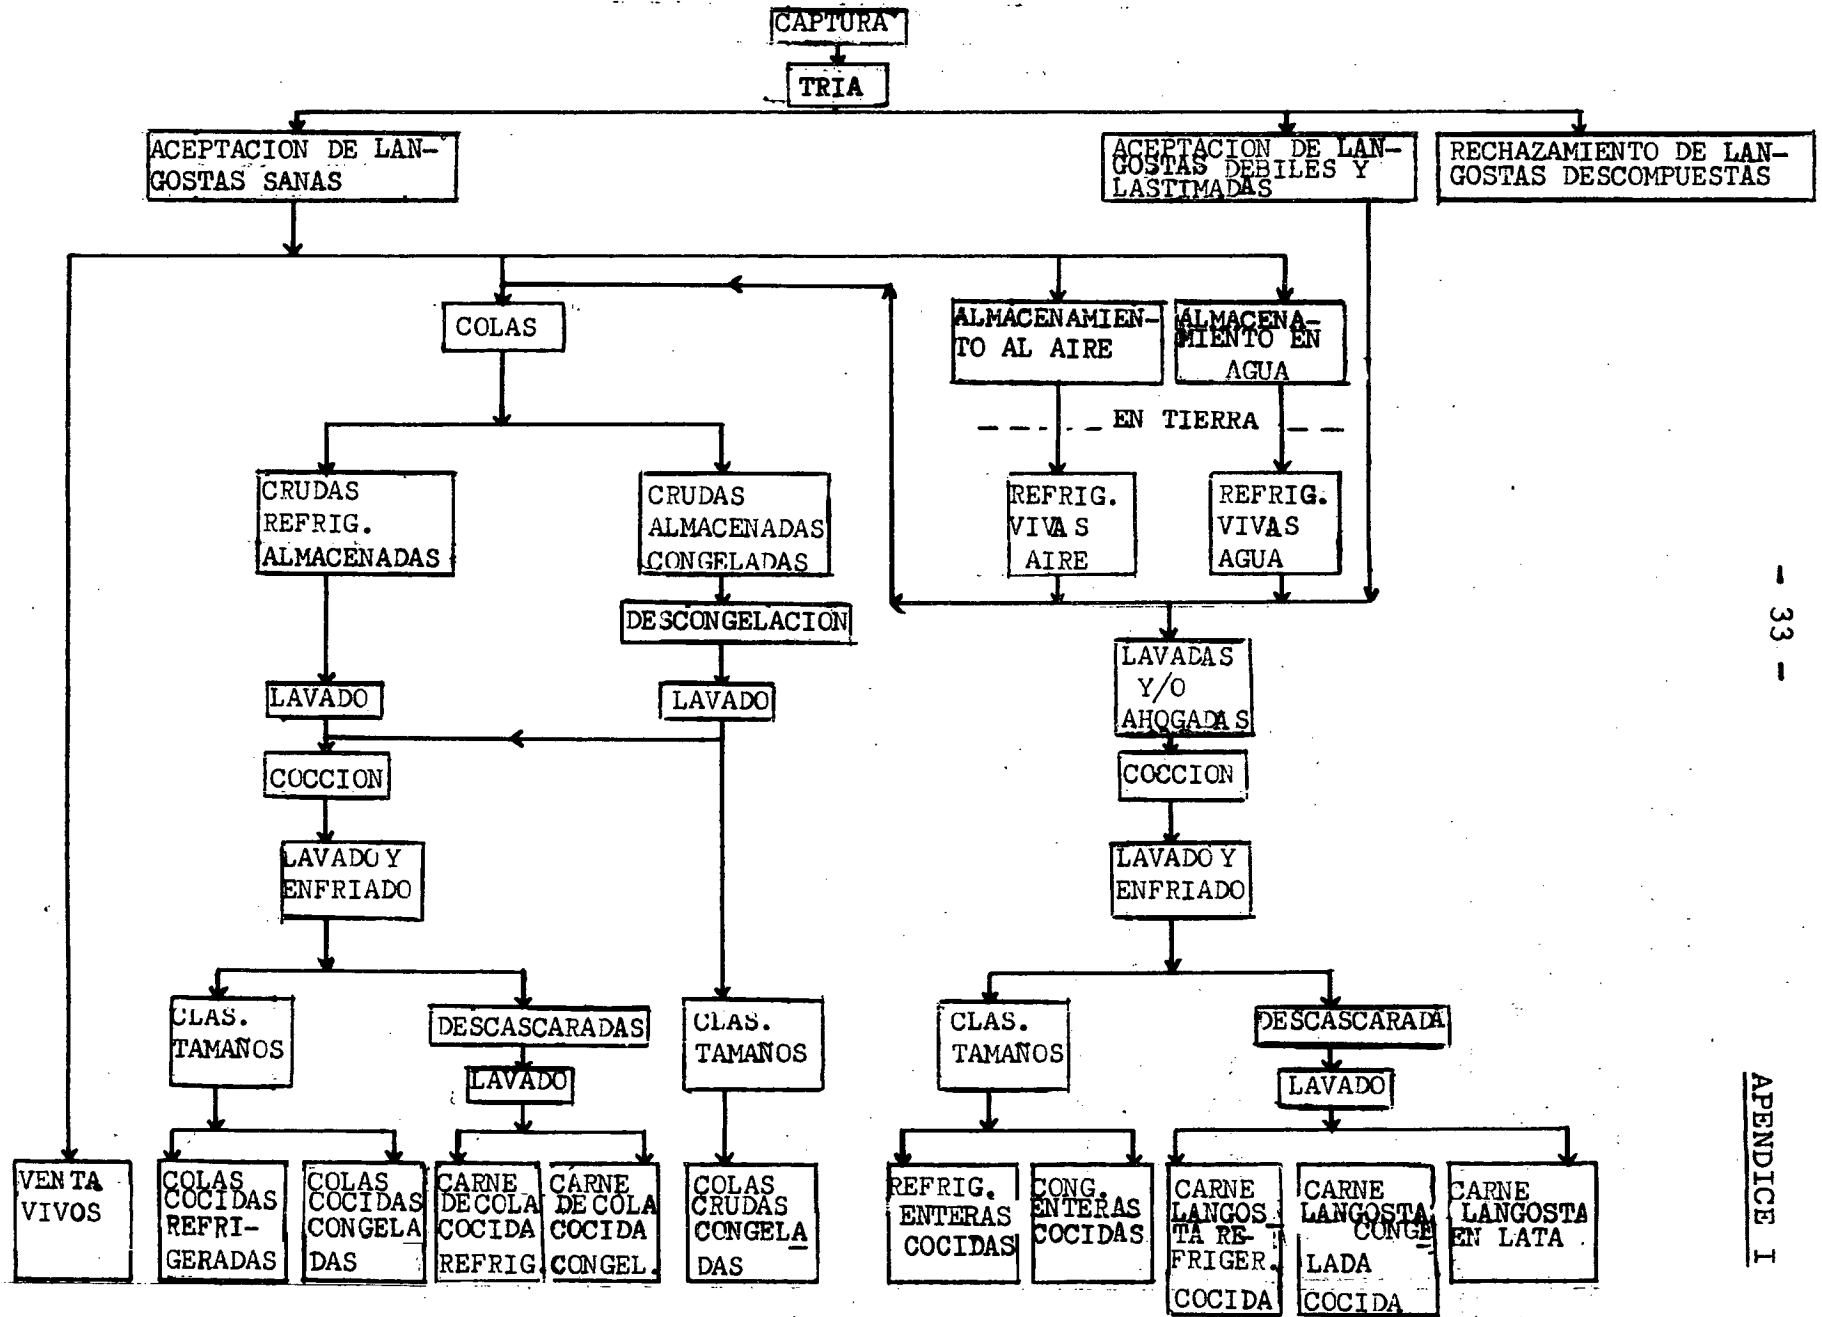 CAPTURA
TRIA
ACEPTACION DE LAN-
GOSTAS SANAS
ACEPTACION DE LAN-
GOSTAS DEBILES Y
LASTIMADAS
RECHAZAMIENTO DE LAN-
GOSTAS DESCOMPUESTAS
COLAS
ALMACENAMIEN-
TO AL AIRE
ALMACENA-
MIENTO EN
AGUA
EN TIERRA
CRUDAS
REFRIG.
ALMACENADAS
CRUDAS
ALMACENADAS
CONGELADAS
REFRIG.
VIVAS
AIRE
REFRIG.
VIVAS
AGUA
DESCONGELACION
LAVADO
LAVADO
LAVADAS
Y/O
AHOGADAS
COCCION
COCCION
LAVADO Y
ENFRIADO
LAVADO Y
ENFRIADO
CLAS.
TAMAÑOS
DESCASCARADAS
LAVADO
CLAS.
TAMAÑOS
CLAS.
TAMAÑOS
DESCASCARADA
LAVADO
VENTA
VIVOS
COLAS
COCIDAS
REFRI-
GERADAS
COLAS
COCIDAS
CONGELA
DAS
CARNE
DE COLA
COCIDA
REFRIG.
CARNE
DE COLA
COCIDA
CONGEL.
COLAS
CRUDAS
CONGELA
DAS
REFRIG.
ENTERAS
COCIDAS
CONG.
ENTERAS
COCIDAS
CARNE
LANGOS
TA RE-
FRIGER.
COCIDA
CARNE
LANGOSTA
CONGE
LADA
COCIDA
CARNE
LANGOSTA
EN LATA
- 33 -
APENDICE I